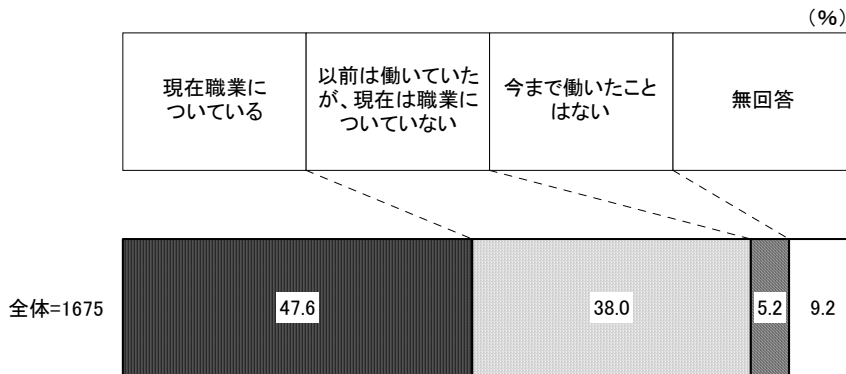 (%)
現在職業に
ついている
以前は働いていた
が、現在は職業に
ついていない
今まで働いたこと
はない
無回答
全体=1675
47.6
38.0
5.2
9.2